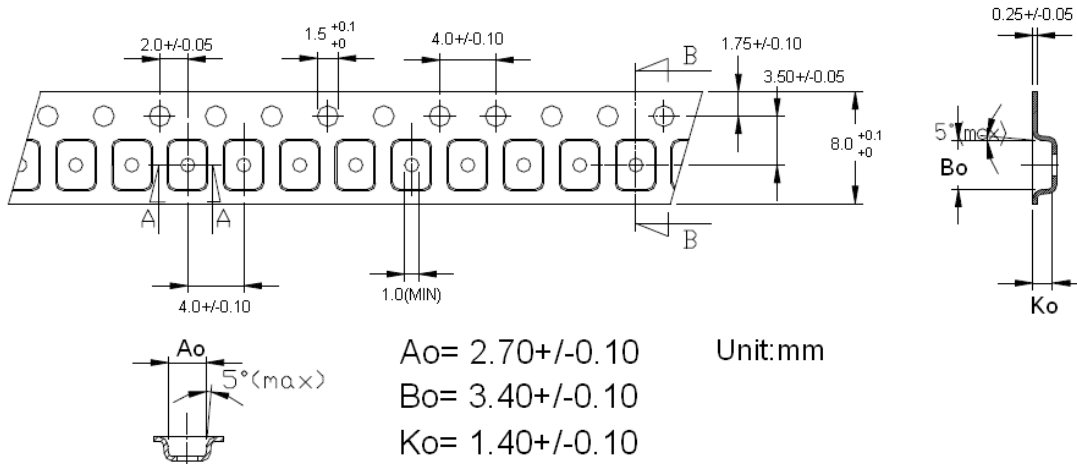 0.25+/-0.05
2.0+/-0.05
1.5 +0.1
+0
4.0+/-0.10
1.75+/-0.10
B
3.50+/-0.05
8.0 +0.1
+0
5°(max)
Bo
A A
B
4.0+/-0.10
1.0(MIN)
Ko
Ao
5°(max)
Ao= 2.70+/-0.10
Unit:mm
Bo= 3.40+/-0.10
Ko= 1.40+/-0.10